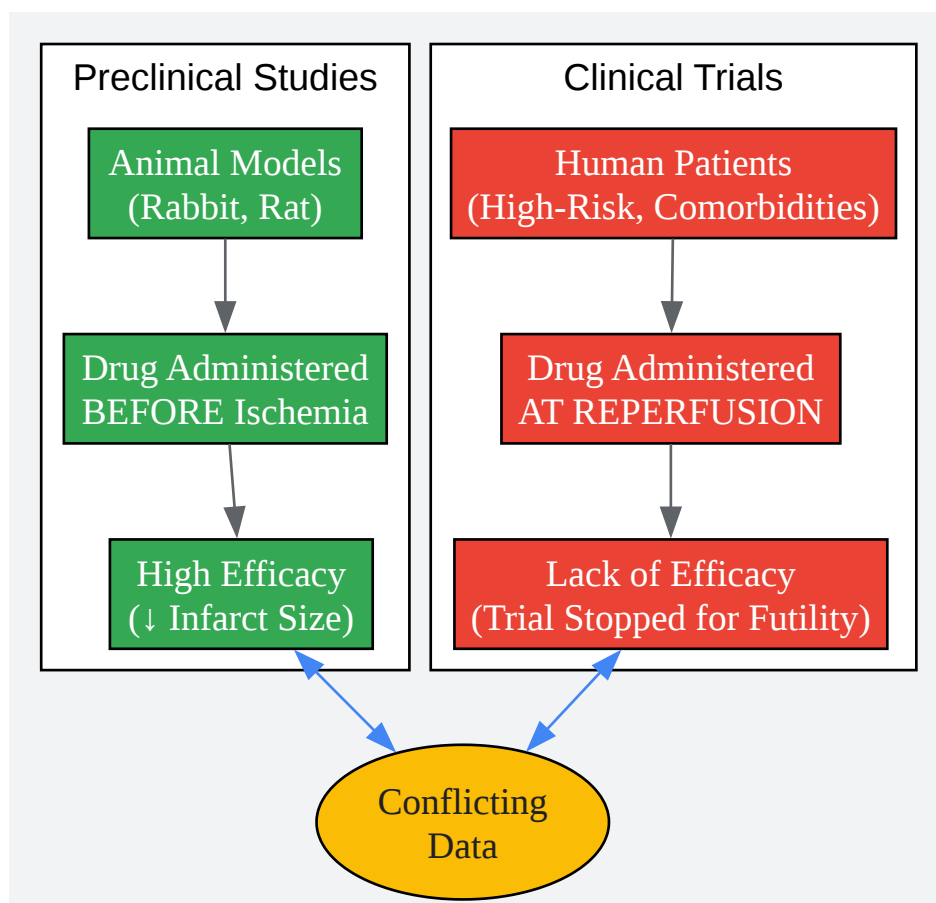 Preclinical Studies
Animal Models
(Rabbit, Rat)
Drug Administered
BEFORE Ischemia
High Efficacy
(↓ Infarct Size)
Clinical Trials
Human Patients
(High-Risk, Comorbidities)
Drug Administered
AT REPERFUSION
Lack of Efficacy
(Trial Stopped for Futility)
Conflicting
Data